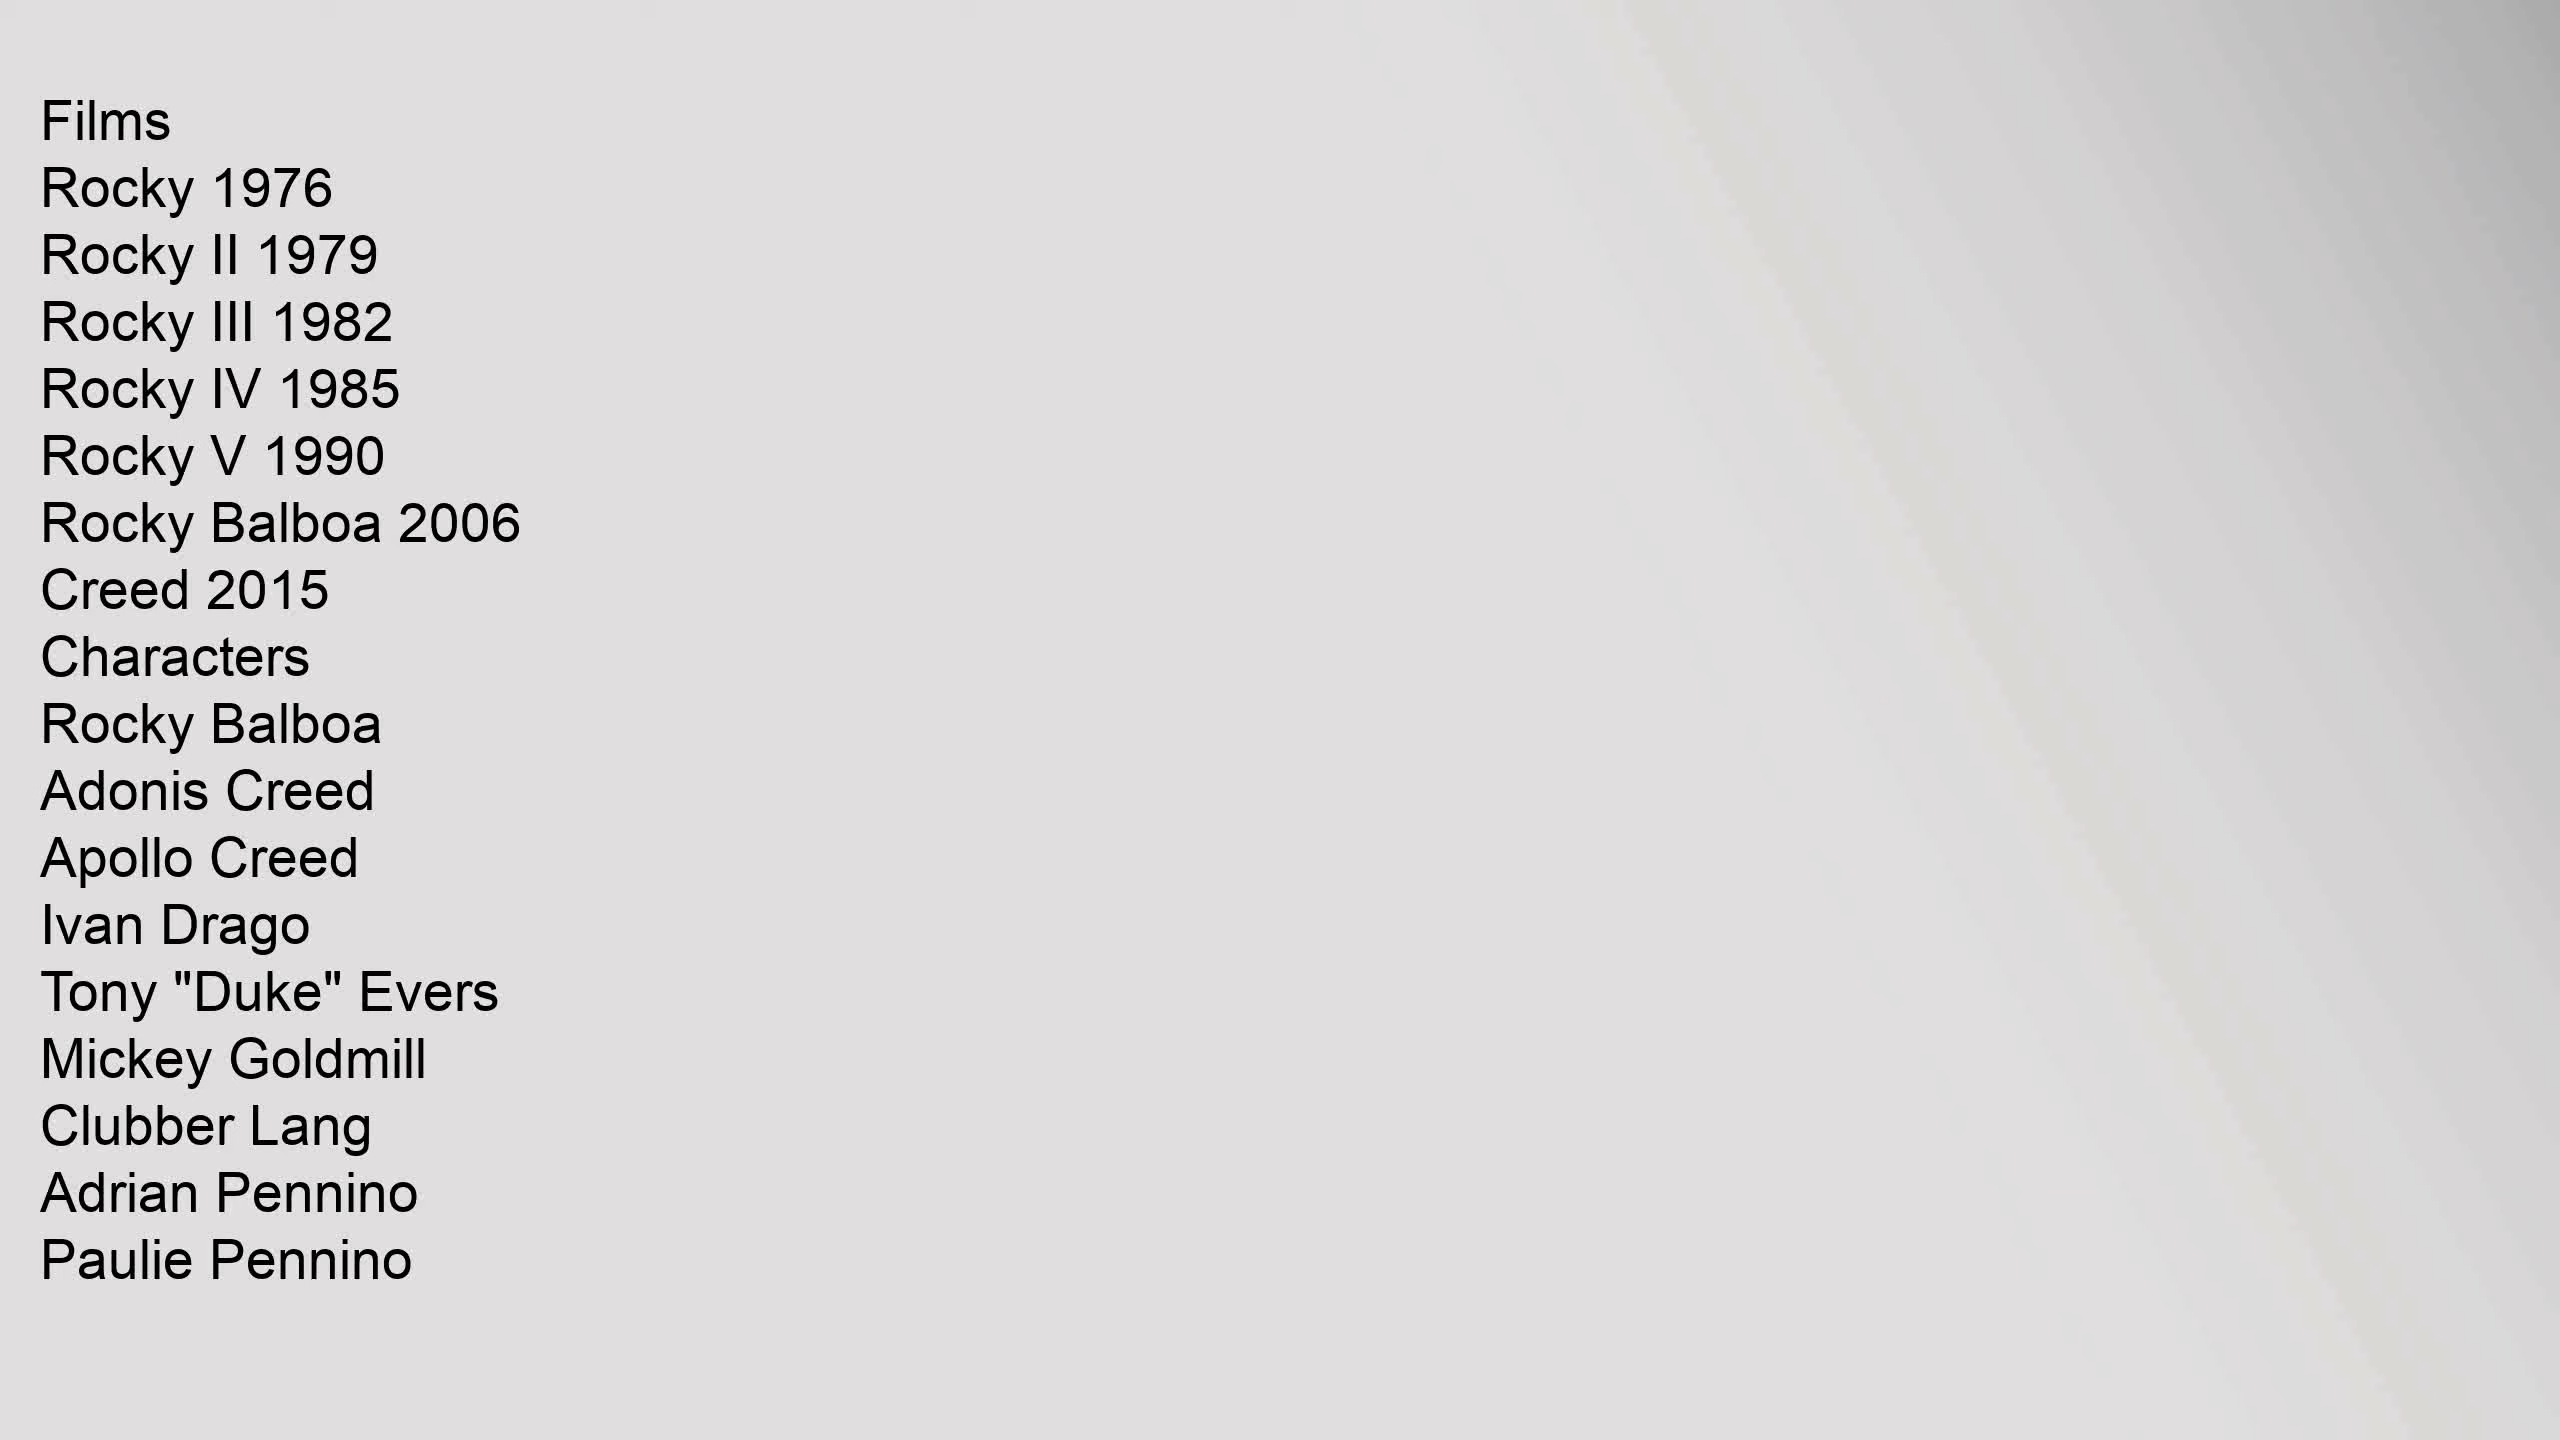 Films
Rocky 1976
Rocky II 1979
Rocky III 1982
Rocky IV 1985
Rocky V 1990
Rocky Balboa 2006
Creed 2015
Characters
Rocky Balboa
Adonis Creed
Apollo Creed
Ivan Drago
Tony "Duke" Evers
Mickey Goldmill
Clubber Lang
Adrian Pennino
Paulie Pennino